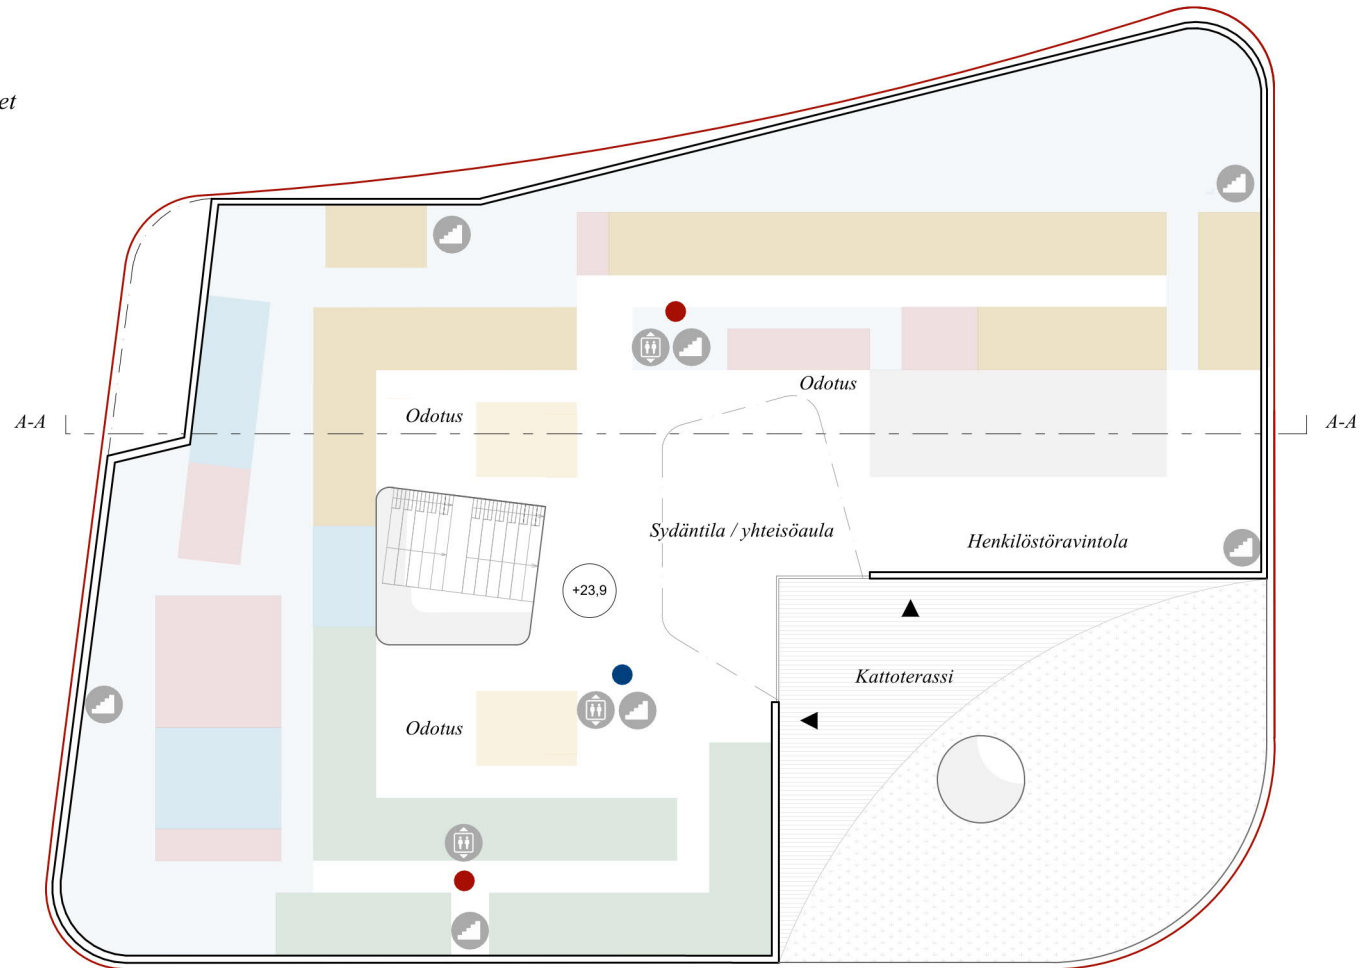 et
Odotus
Odotus
A-A
A-A
Sydäntila / yhteisöaula
Henkilöstöravintola
+23,9
Kattoterassi
Odotus